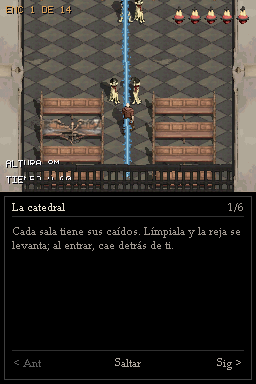 ENC 1 DE 14
ALTURA 0M
La catedral 1/6
Cada sala tiene sus caídos. Límpiala y la reja se
levanta; al entrar, cae detrás de ti.
< Ant Saltar Sig >